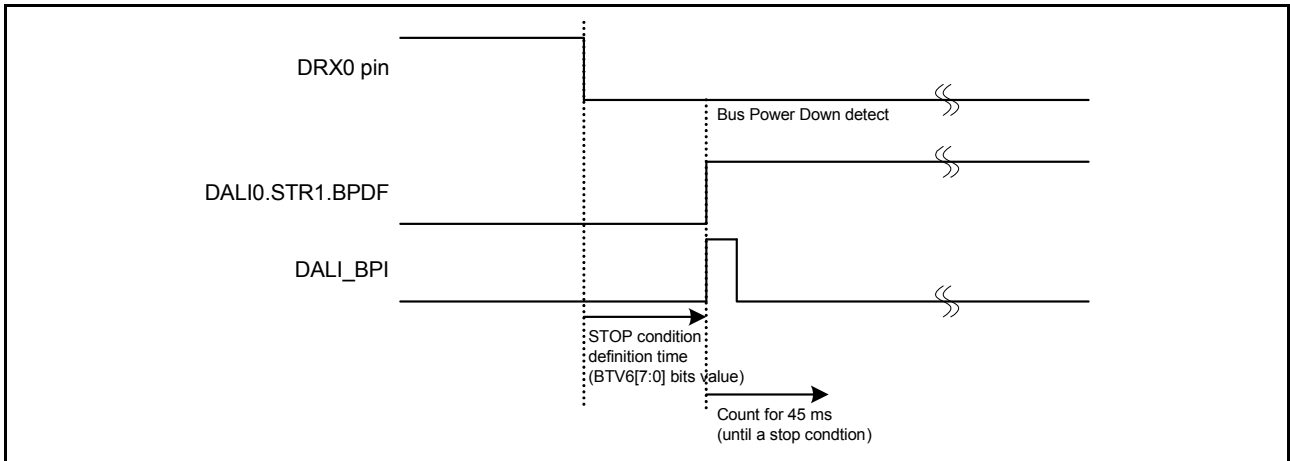 DRX0 pin
Bus Power Down detect
DALI0.STR1.BPDF
DALI_BPI
STOP condition
definition time
(BTV6[7:0] bits value)
Count for 45 ms
(until a stop condtion)